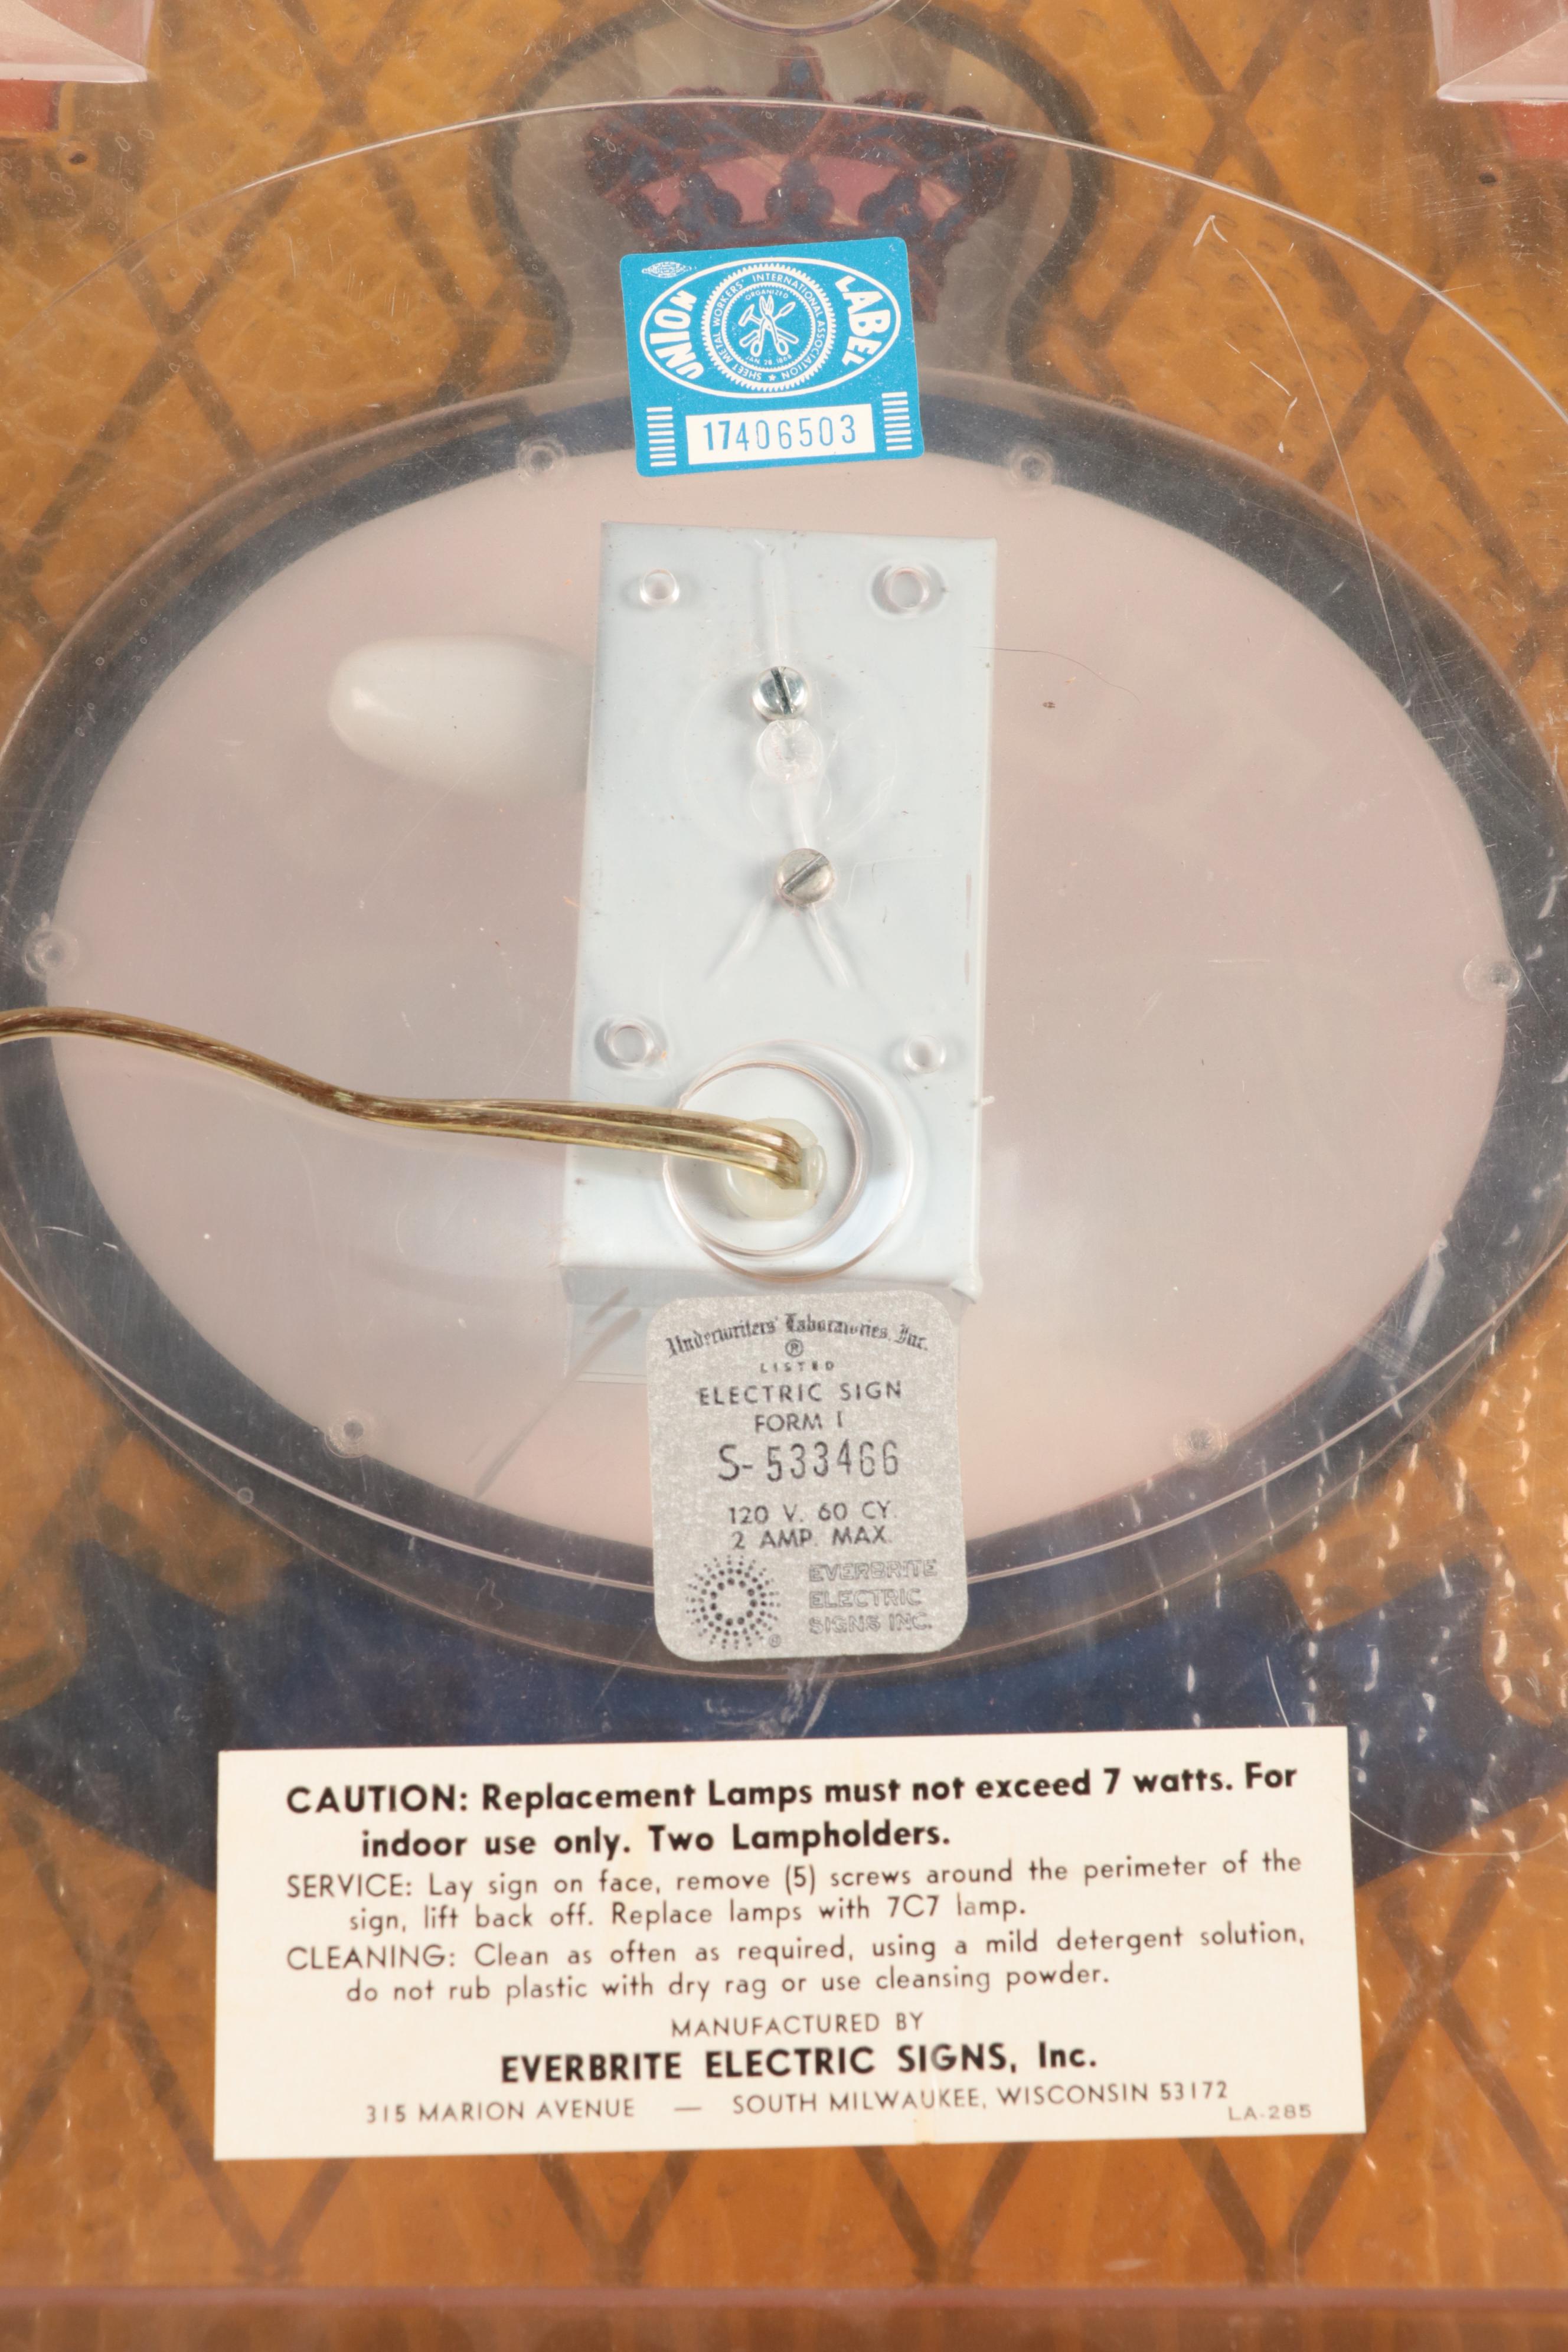 UNION LABEL
SHEET METAL WORKERS' INTERNATIONAL ASSOCIATION ★
ORGANIZED
JAN. 28, 1888
17406503
Underwriters' Laboratories, Inc.
®
LISTED
ELECTRIC SIGN
FORM I
S-533466
120 V. 60 CY.
2 AMP. MAX.
EVERBRITE
ELECTRIC
SIGNS INC.
®
CAUTION: Replacement Lamps must not exceed 7 watts. For
indoor use only. Two Lampholders.
SERVICE: Lay sign on face, remove (5) screws around the perimeter of the
sign, lift back off. Replace lamps with 7C7 lamp.
CLEANING: Clean as often as required, using a mild detergent solution,
do not rub plastic with dry rag or use cleansing powder.
MANUFACTURED BY
EVERBRITE ELECTRIC SIGNS, Inc.
315 MARION AVENUE — SOUTH MILWAUKEE, WISCONSIN 53172
LA-285